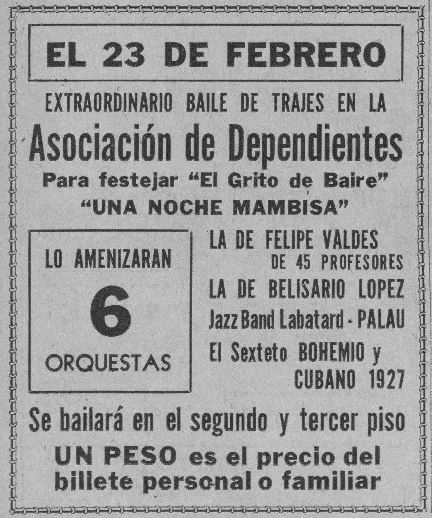 EL 23 DE FEBRERO
EXTRAORDINARIO BAILE DE TRAJES EN LA
Asociación de Dependientes
Para festejar "El Grito de Baire"
"UNA NOCHE MAMBISA"
LO AMENIZARAN
6
ORQUESTAS
LA DE FELIPE VALDES
DE 45 PROFESORES
LA DE BELISARIO LOPEZ
Jazz Band Labatard - PALAU
El Sexteto BOHEMIO y
CUBANO 1927
Se bailará en el segundo y tercer piso
UN PESO es el precio del
billete personal o familiar